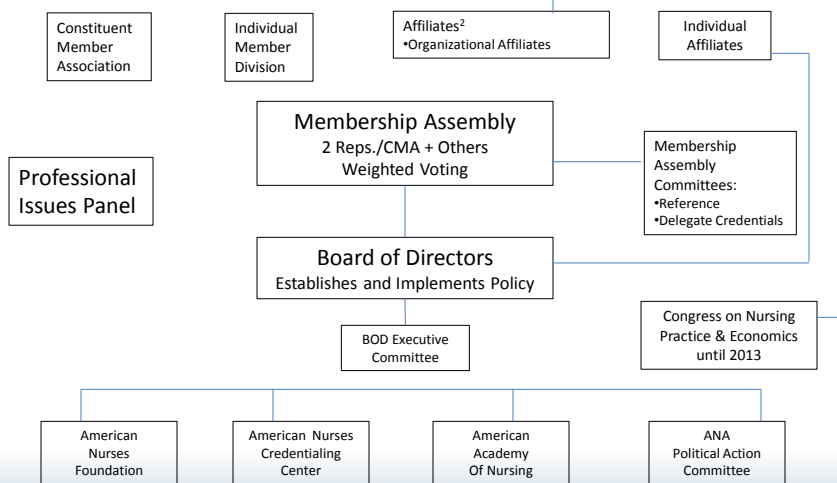 Constituent
Member
Association
Individual
Member
Division
Affiliates²
•Organizational Affiliates
Individual
Affiliates
Membership Assembly
2 Reps./CMA + Others
Weighted Voting
Membership
Assembly
Committees:
•Reference
•Delegate Credentials
Professional
Issues Panel
Board of Directors
Establishes and Implements Policy
BOD Executive
Committee
Congress on Nursing
Practice & Economics
until 2013
American
Nurses
Foundation
American Nurses
Credentialing
Center
American
Academy
Of Nursing
ANA
Political Action
Committee